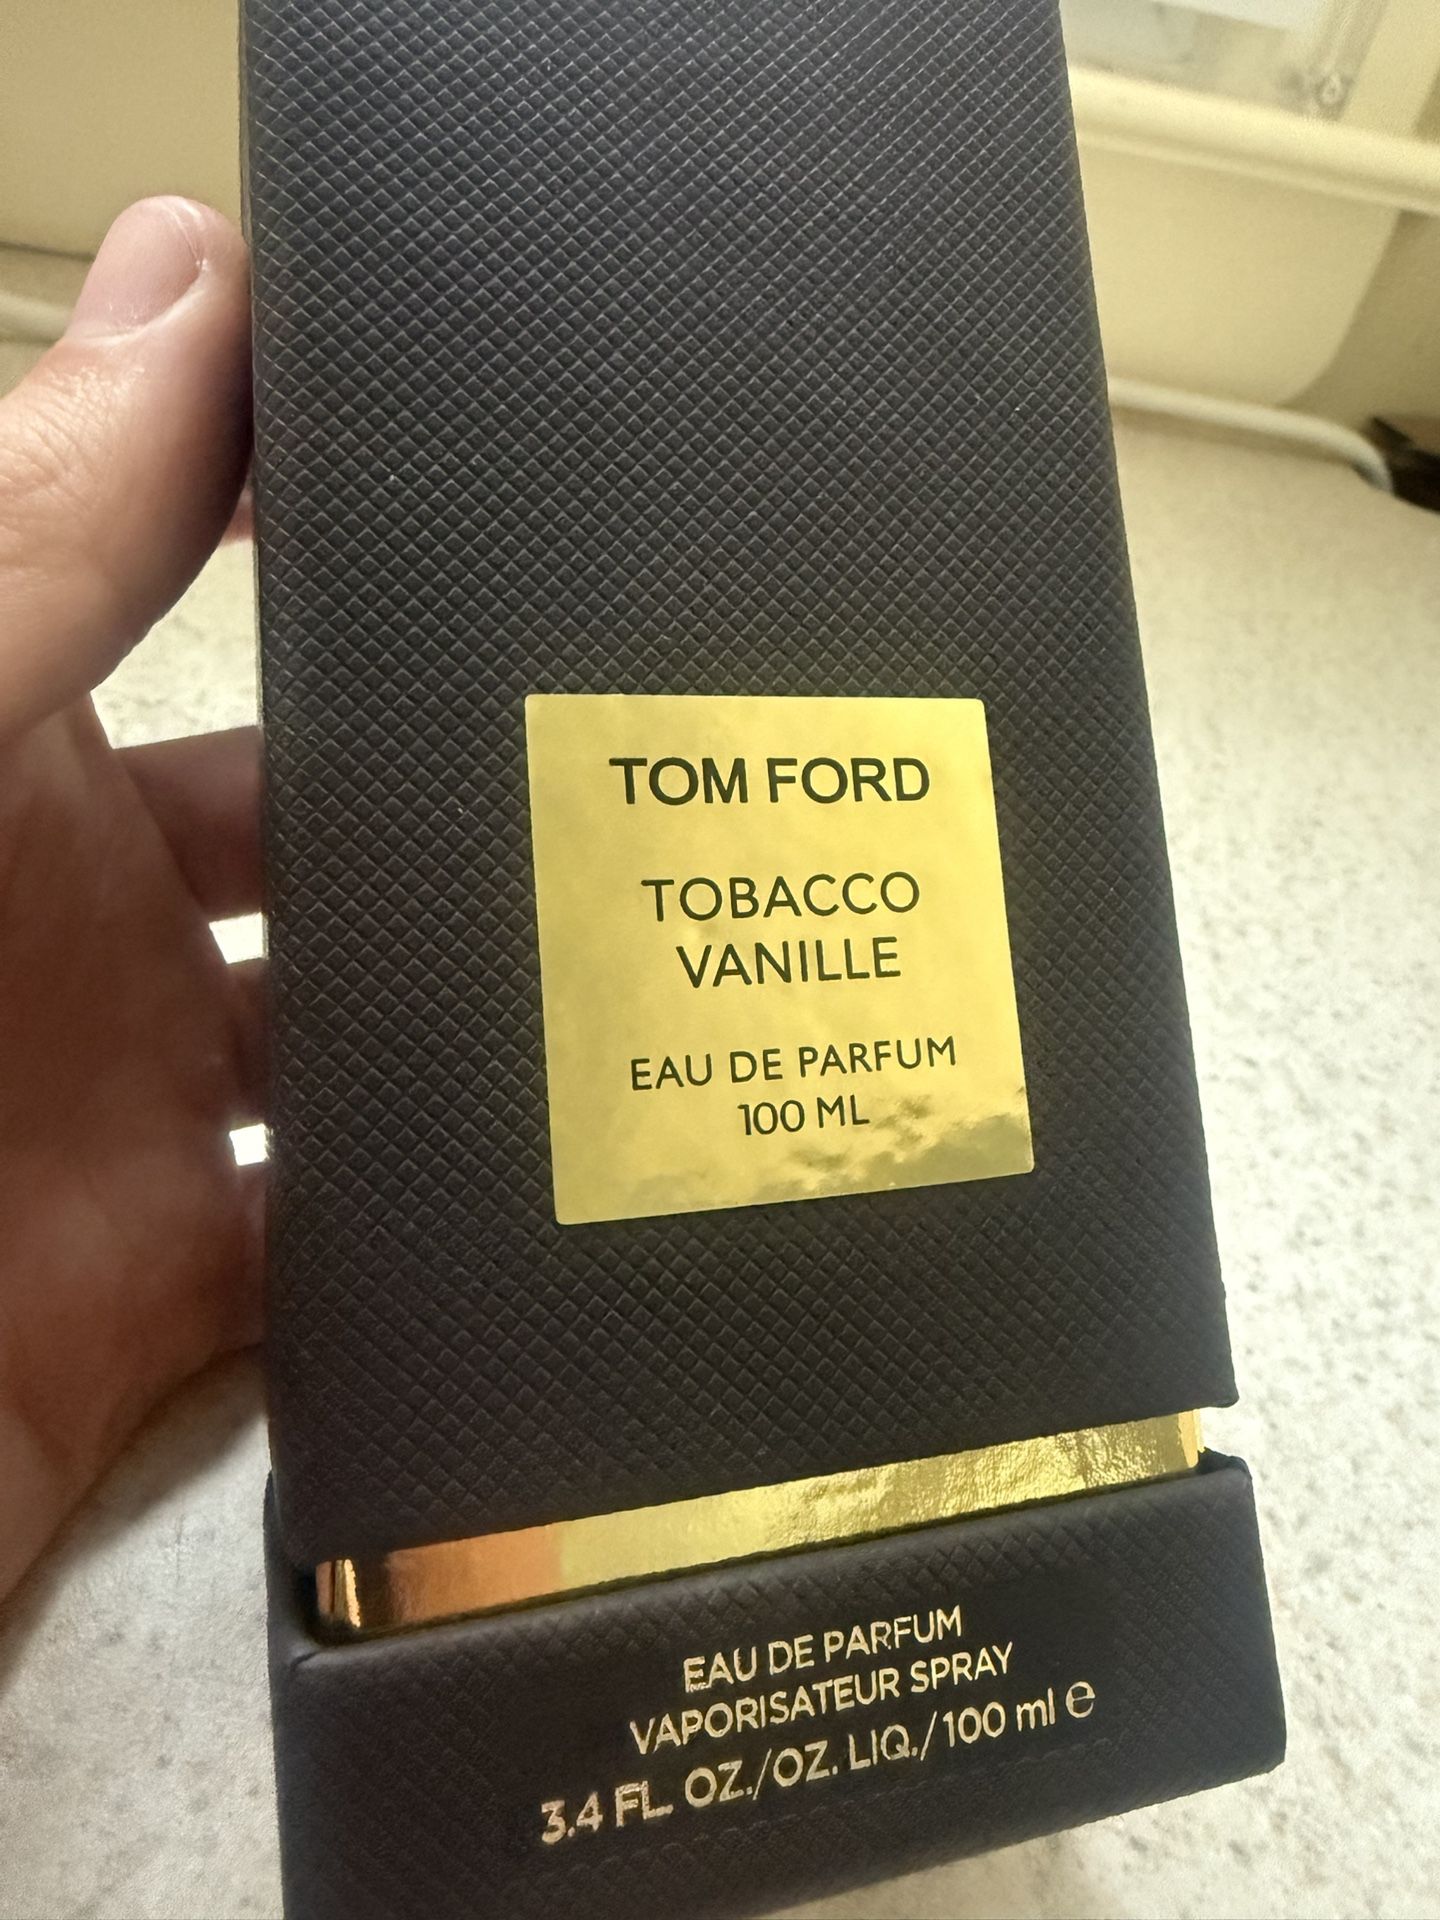 TOM FORD
TOBACCO
VANILLE
EAU DE PARFUM
100 ML
EAU DE PARFUM
VAPORISATEUR SPRAY
3.4 FL. OZ./OZ. LIQ./100 ml ℮